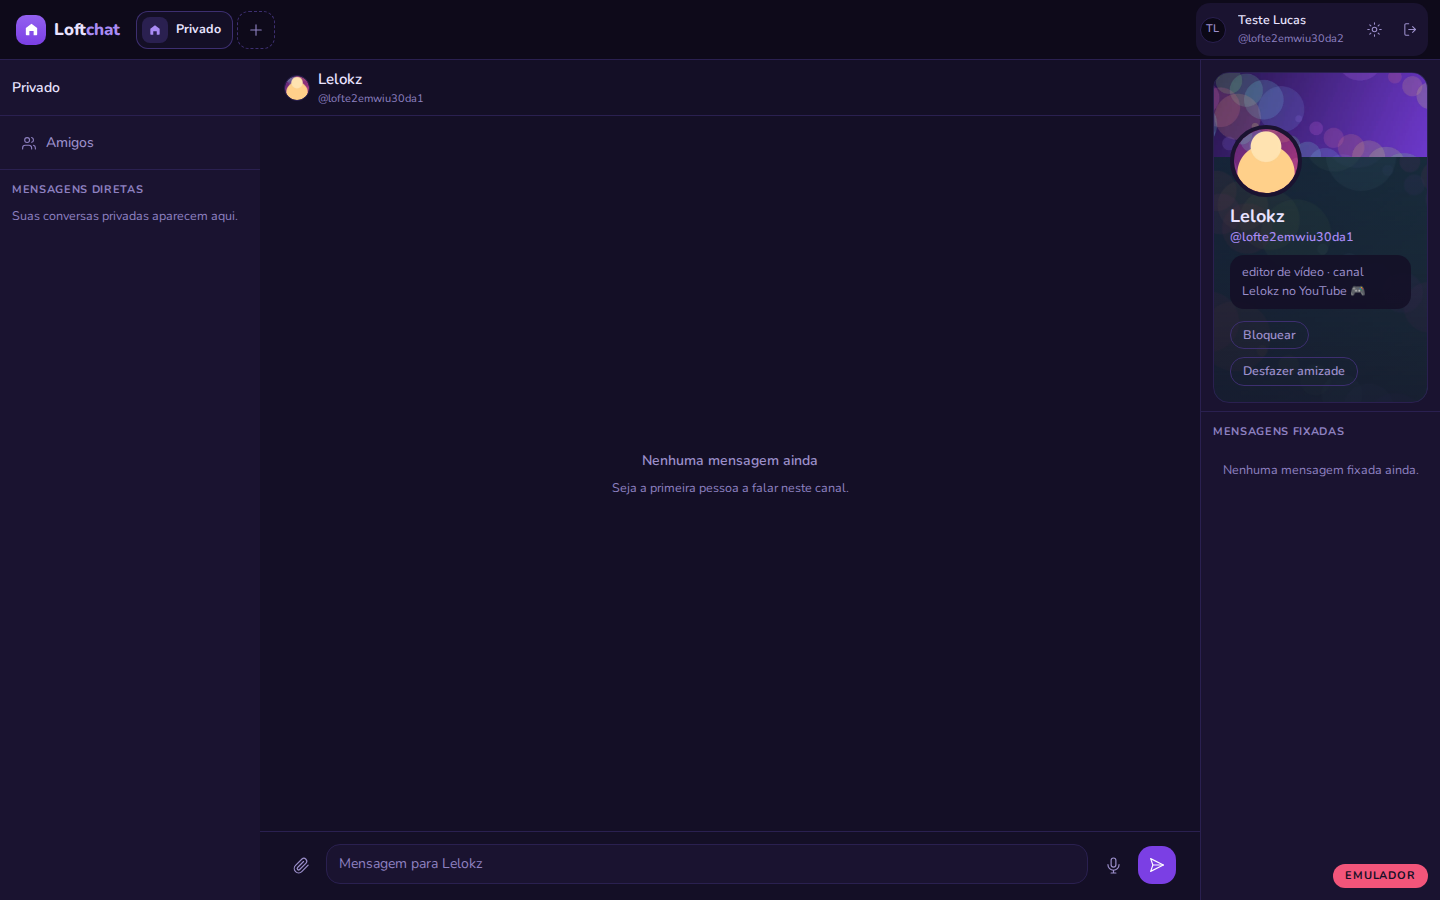 Loftchat
Privado
TL
Teste Lucas
@lofte2emwiu30da2
Privado
Amigos
MENSAGENS DIRETAS
Suas conversas privadas aparecem aqui.
Lelokz
@lofte2emwiu30da1
Nenhuma mensagem ainda
Seja a primeira pessoa a falar neste canal.
Mensagem para Lelokz
Lelokz
@lofte2emwiu30da1
editor de vídeo · canal
Lelokz no YouTube 🎮
Bloquear
Desfazer amizade
MENSAGENS FIXADAS
Nenhuma mensagem fixada ainda.
EMULADOR